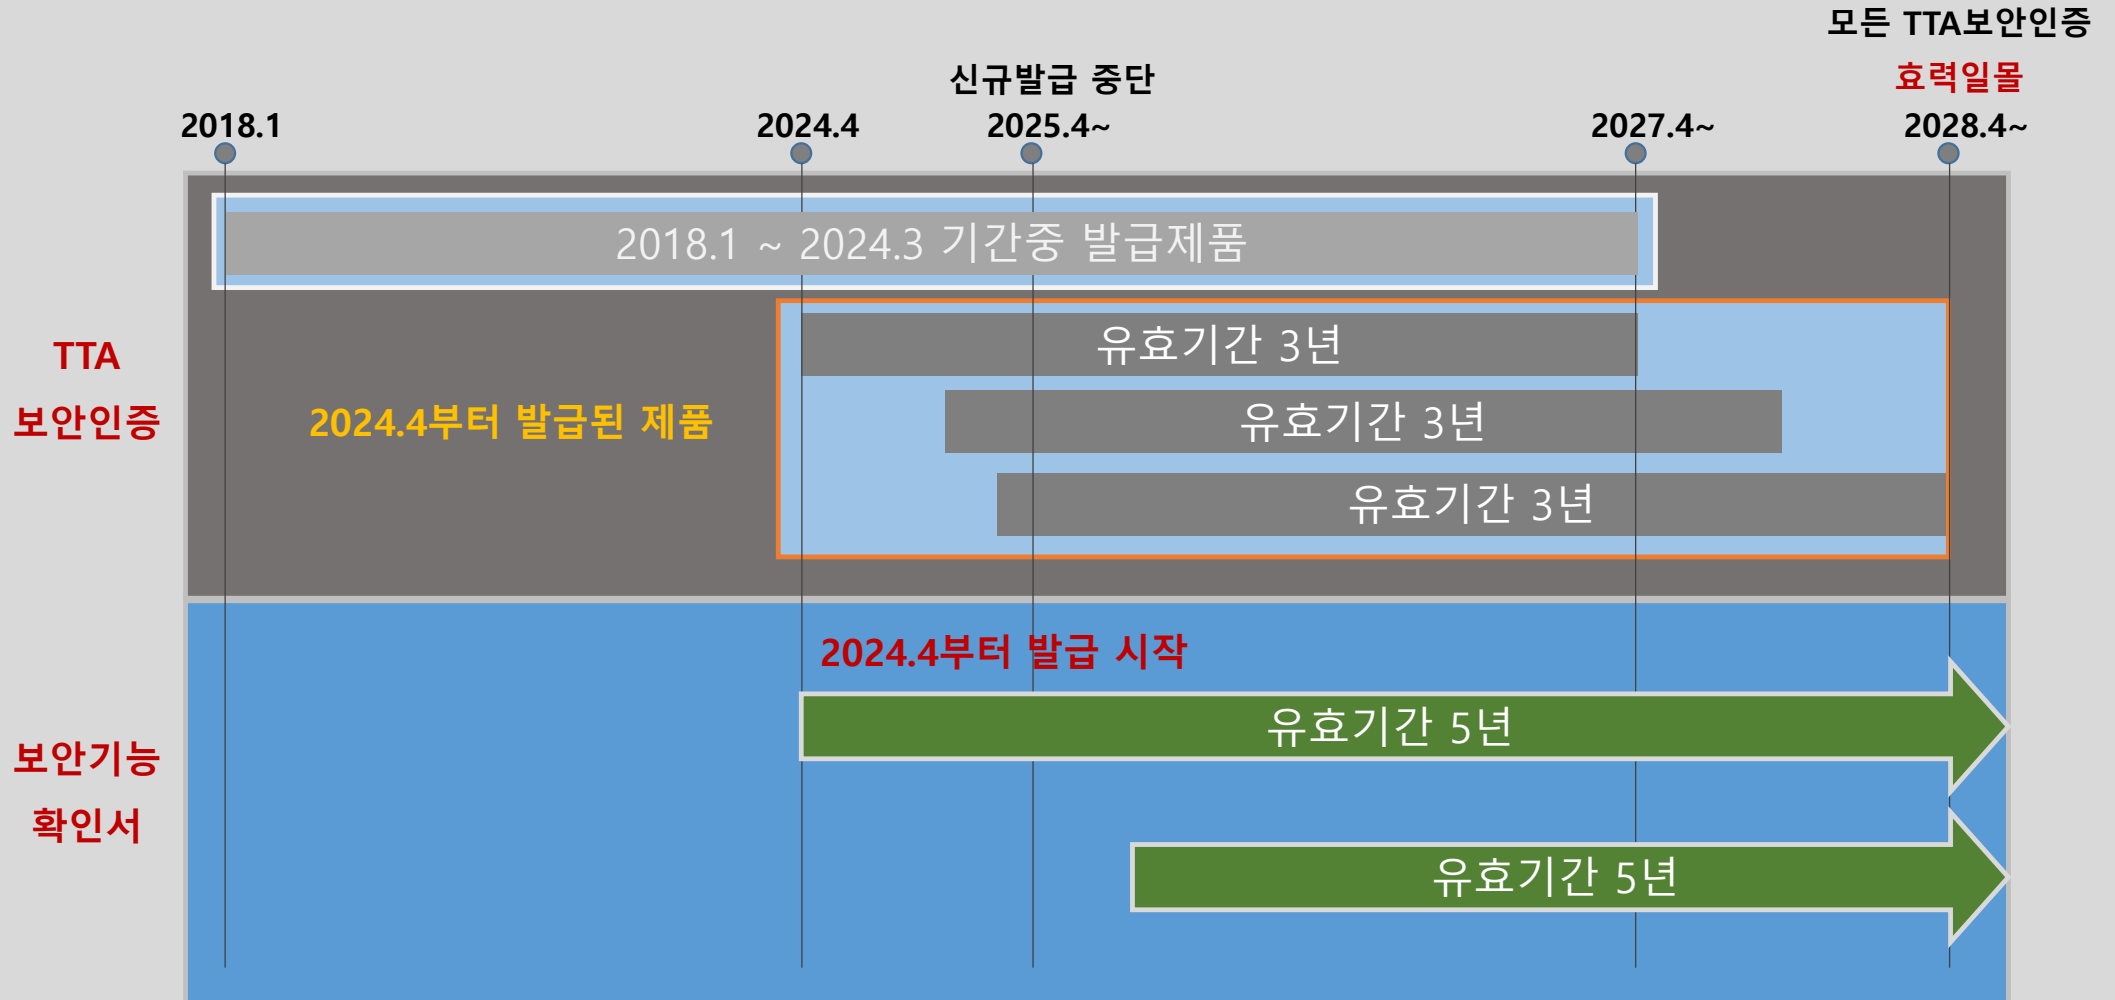 모든 TTA보안인증
신규발급 중단
효력일몰
2018.1
2024.4
2025.4~
2027.4~
2028.4~
2018.1 ~ 2024.3 기간중 발급제품
TTA
보안인증
유효기간 3년
2024.4부터 발급된 제품
유효기간 3년
유효기간 3년
2024.4부터 발급 시작
보안기능
확인서
유효기간 5년
유효기간 5년